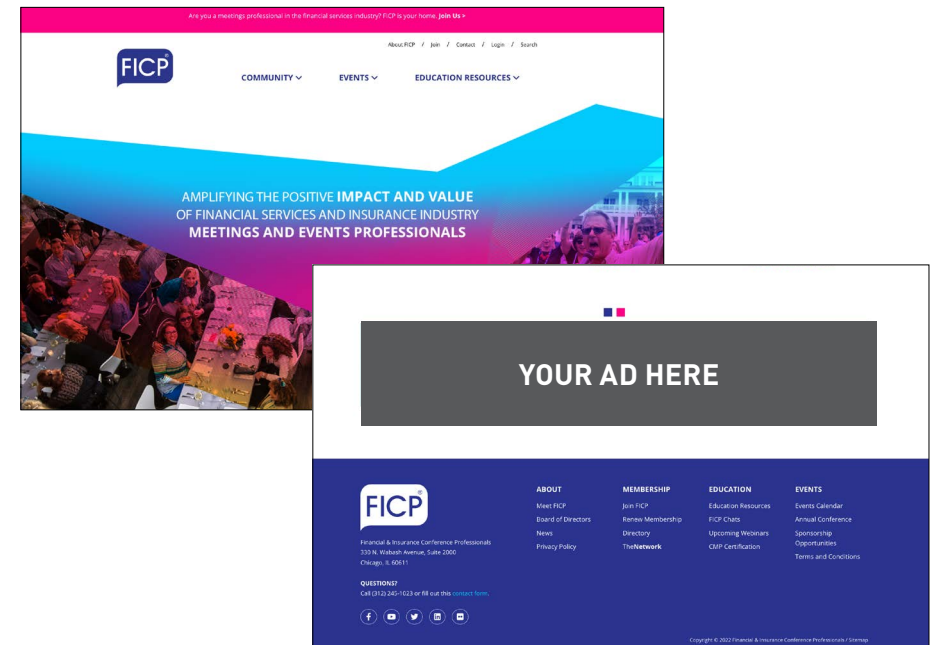 Are you a meetings professional in the financial services industry? FICP is your home. Join Us >
About FICP / Join / Contact / Login / Search
FICP®
COMMUNITY EVENTS EDUCATION RESOURCES
AMPLIFYING THE POSITIVE IMPACT AND VALUE
OF FINANCIAL SERVICES AND INSURANCE INDUSTRY
MEETINGS AND EVENTS PROFESSIONALS
YOUR AD HERE
FICP®
Financial & Insurance Conference Professionals
330 N. Wabash Avenue, Suite 2000
Chicago, IL 60611
QUESTIONS?
Call (312) 245-1023 or fill out this contact form.
ABOUT
Meet FICP
Board of Directors
News
Privacy Policy
MEMBERSHIP
Join FICP
Renew Membership
Directory
TheNetwork
EDUCATION
Education Resources
FICP Chats
Upcoming Webinars
CMP Certification
EVENTS
Events Calendar
Annual Conference
Sponsorship
Opportunities
Terms and Conditions
Copyright © 2022 Financial & Insurance Conference Professionals / Sitemap